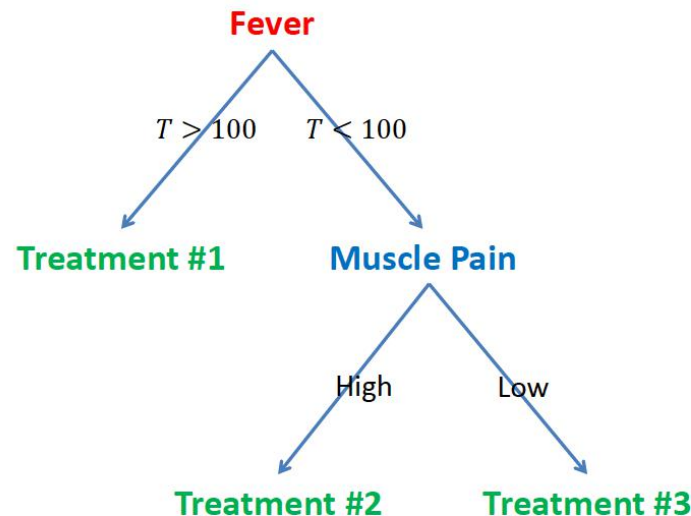 Fever
T > 100
T < 100
Treatment #1
Muscle Pain
High
Low
Treatment #2
Treatment #3